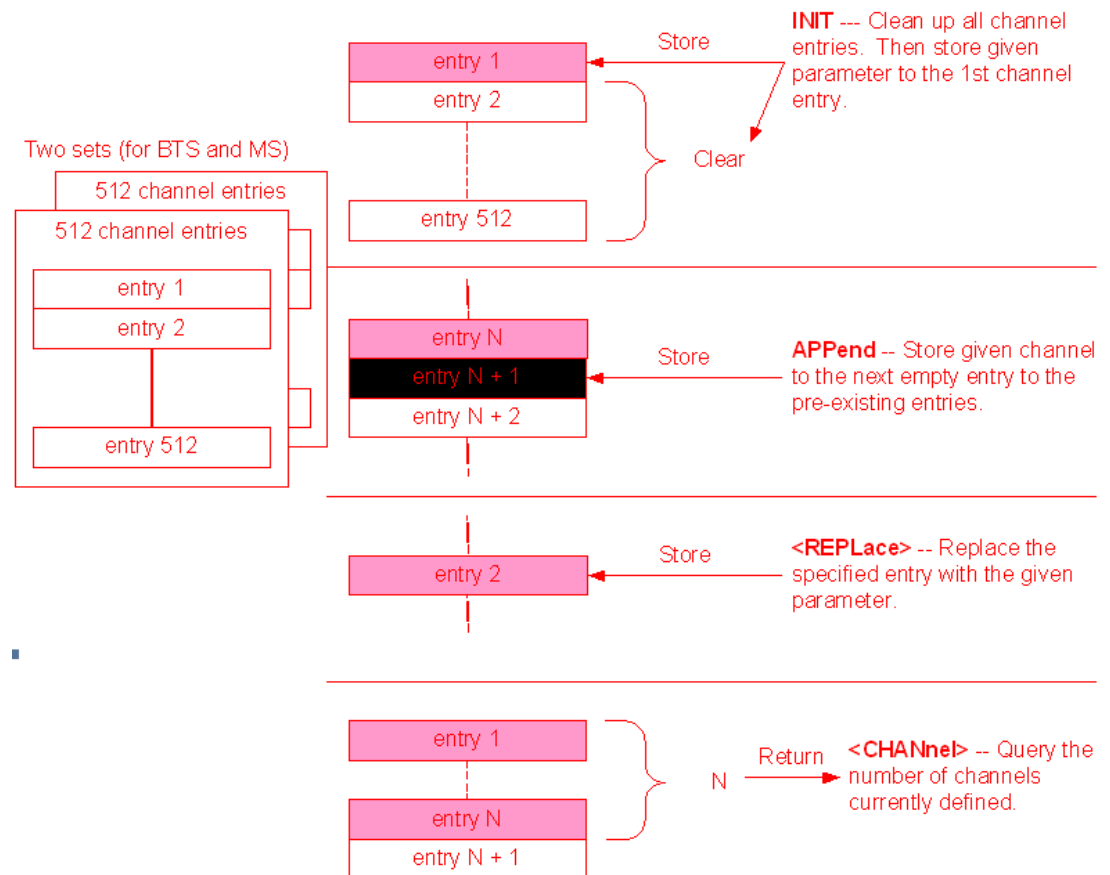 INIT --- Clean up all channel
entries. Then store given
parameter to the 1st channel
entry.
Store
entry 1
entry 2
Clear
entry 512
Two sets (for BTS and MS)
512 channel entries
512 channel entries
entry 1
entry 2
entry 512
entry N
entry N + 1
entry N + 2
Store
APPend -- Store given channel
to the next empty entry to the
pre-existing entries.
entry 2
Store
<REPLace> -- Replace the
specified entry with the given
parameter.
entry 1
entry N
entry N + 1
N
Return
<CHANnel> -- Query the
number of channels
currently defined.